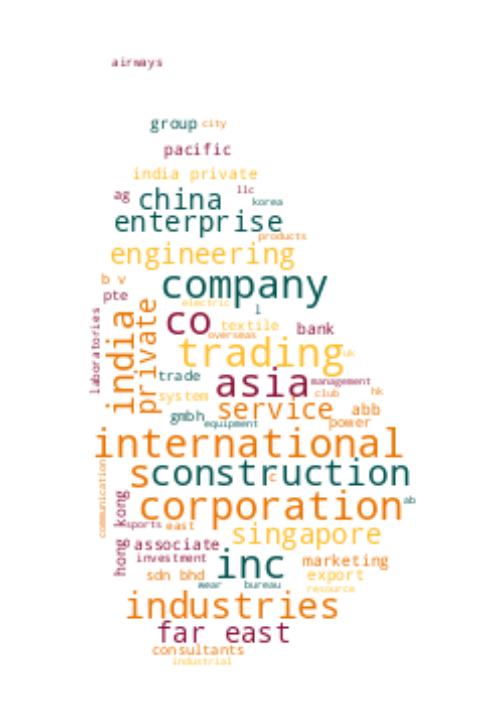 airways
group city
pacific
india private
ag china llc korea
enterprise
products
engineering
b v company
pte electric
l
laboratories india private co textile bank
overseas
trading uk
trade asia management
system club hk
gmbh service abb
equipment power
international
s construction
c
communication corporation ab
hong kong sports east
singapore
associate
investment inc marketing
sdn bhd export
wear bureau resource
industries
far east
consultants
industrial